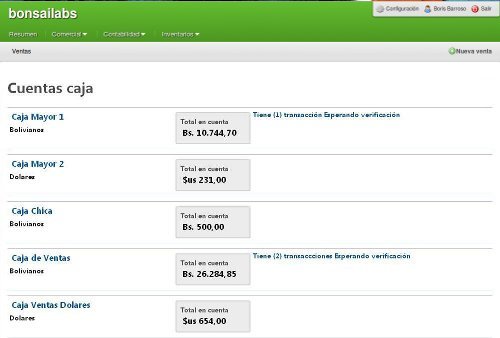 bonsailabs
Configuración Boris Barroso Salir
Resumen Comercial Contabilidad Inventarios
Ventas Nueva venta
Cuentas caja
Caja Mayor 1
Bolivianos
Total en cuenta
Bs. 10.744,70
Tiene (1) transacción Esperando verificación
Caja Mayor 2
Dolares
Total en cuenta
$us 231,00
Caja Chica
Bolivianos
Total en cuenta
Bs. 500,00
Caja de Ventas
Bolivianos
Total en cuenta
Bs. 26.284,85
Tiene (2) transaccciones Esperando verificación
Caja Ventas Dolares
Dolares
Total en cuenta
$us 654,00